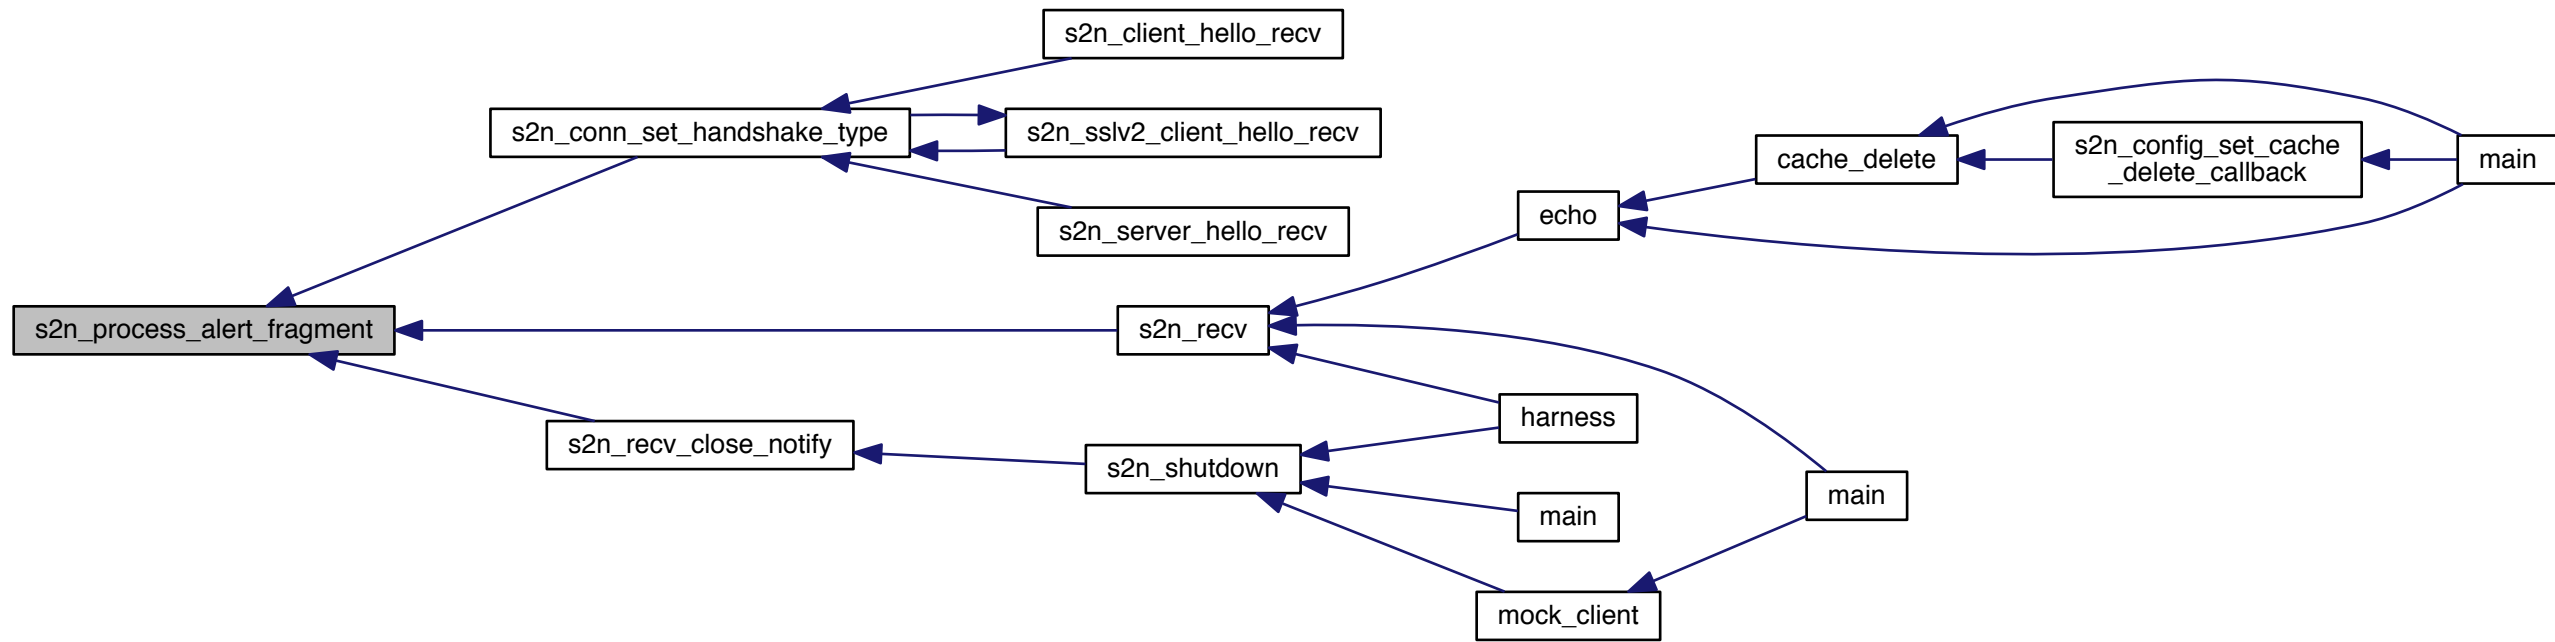 s2n_client_hello_recv
s2n_conn_set_handshake_type
s2n_sslv2_client_hello_recv
s2n_server_hello_recv
cache_delete
s2n_config_set_cache
_delete_callback
main
echo
s2n_process_alert_fragment
s2n_recv
harness
s2n_recv_close_notify
s2n_shutdown
main
main
mock_client